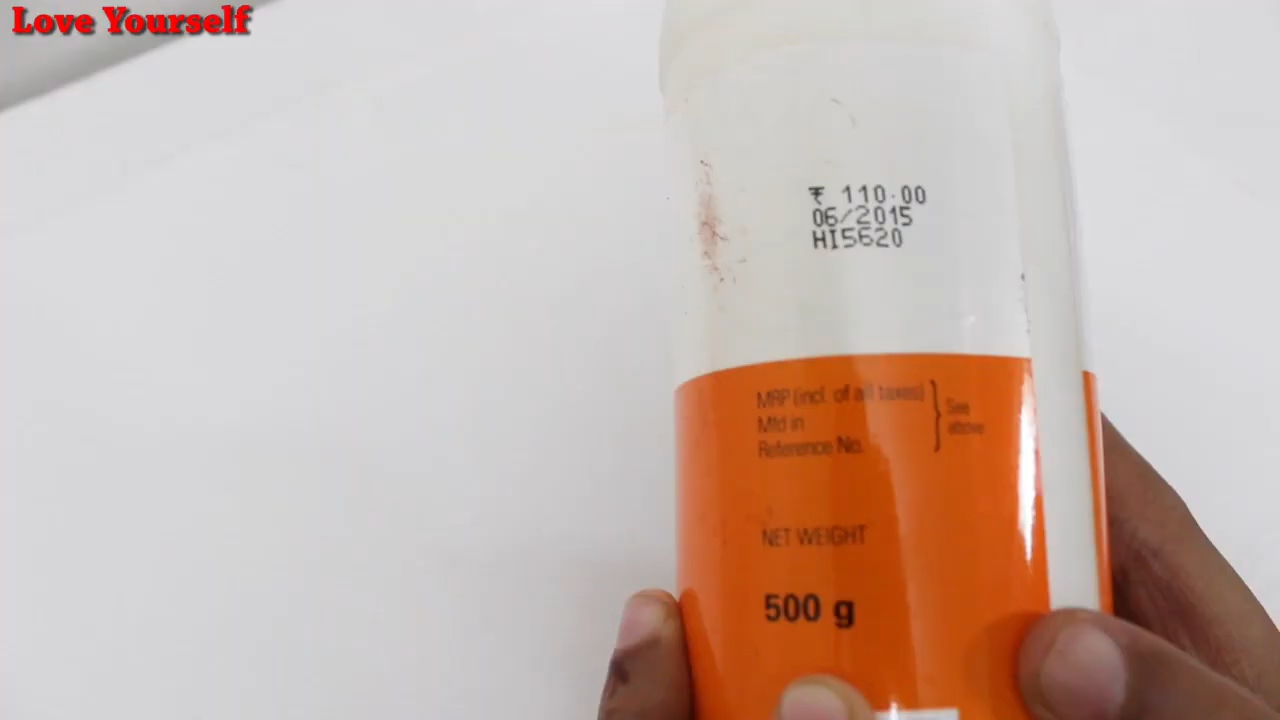 Love Yourself
₹ 110.00
06/2015
HI5620
MRP (incl. of all taxes)
Mfd in
Reference No.
See
above
NET WEIGHT
500 g